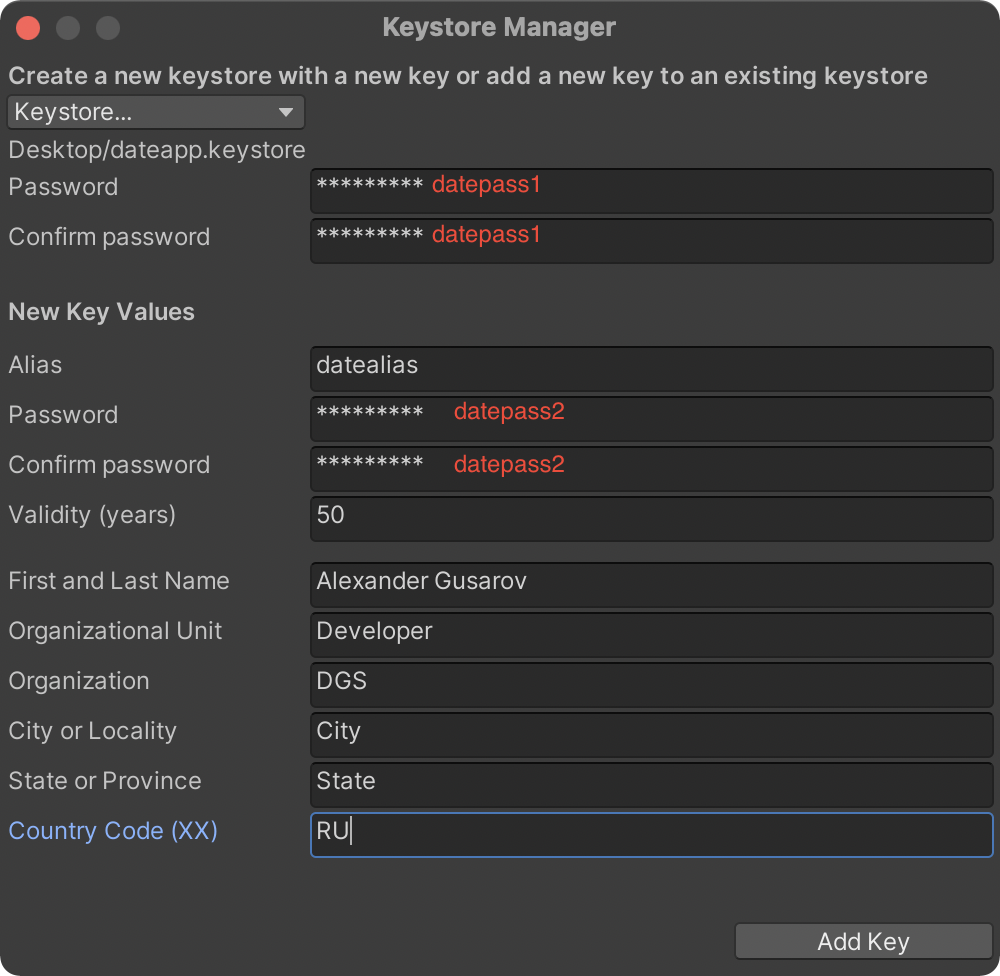 Keystore Manager
Create a new keystore with a new key or add a new key to an existing keystore
Keystore...
Desktop/dateapp.keystore
Password ********* datepass1
Confirm password ********* datepass1
New Key Values
Alias datealias
Password ********* datepass2
Confirm password ********* datepass2
Validity (years) 50
First and Last Name Alexander Gusarov
Organizational Unit Developer
Organization DGS
City or Locality City
State or Province State
Country Code (XX) RU
Add Key